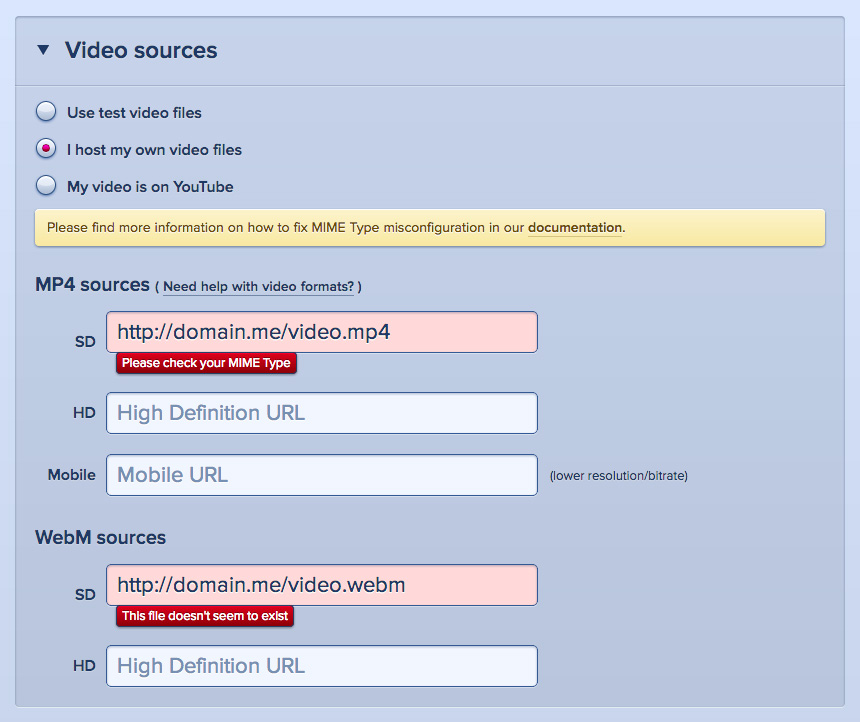 Video sources
Use test video files
I host my own video files
My video is on YouTube
Please find more information on how to fix MIME Type misconfiguration in our documentation.
MP4 sources ( Need help with video formats? )
SD http://domain.me/video.mp4
Please check your MIME Type
HD High Definition URL
Mobile Mobile URL (lower resolution/bitrate)
WebM sources
SD http://domain.me/video.webm
This file doesn't seem to exist
HD High Definition URL